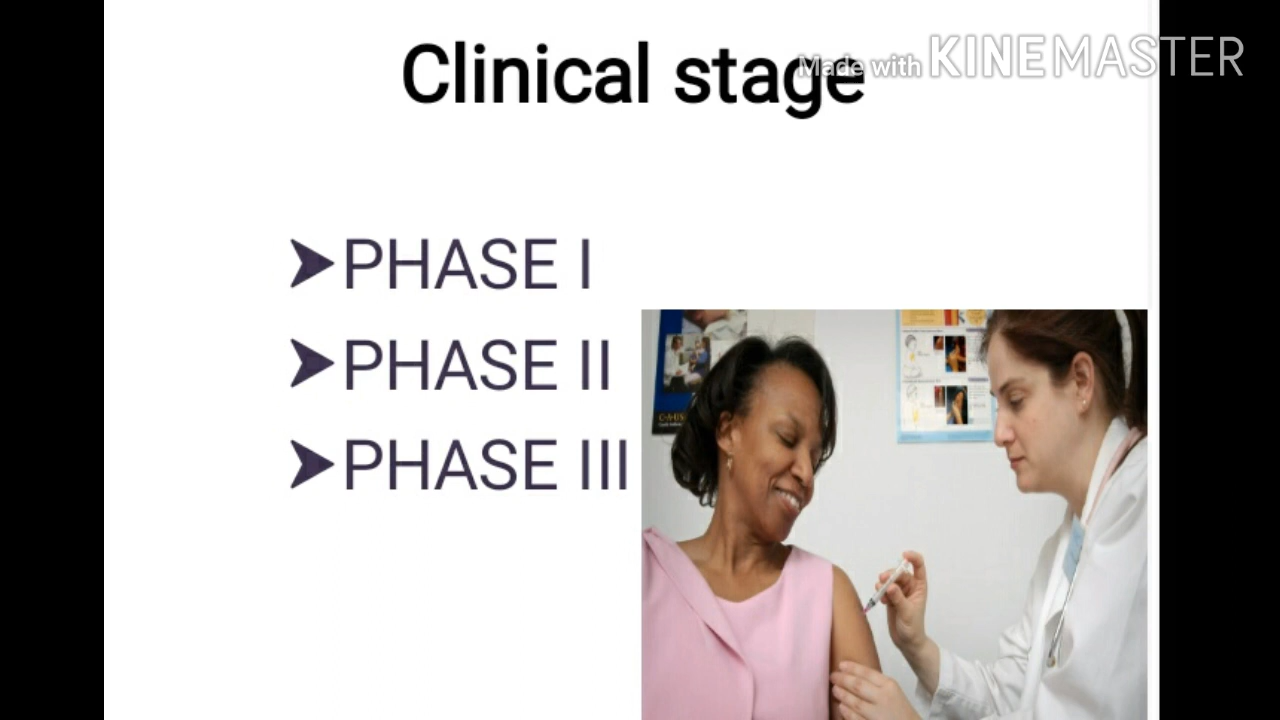 Clinical stage
Made with KINEMASTER
➤PHASE I
➤PHASE II
➤PHASE III